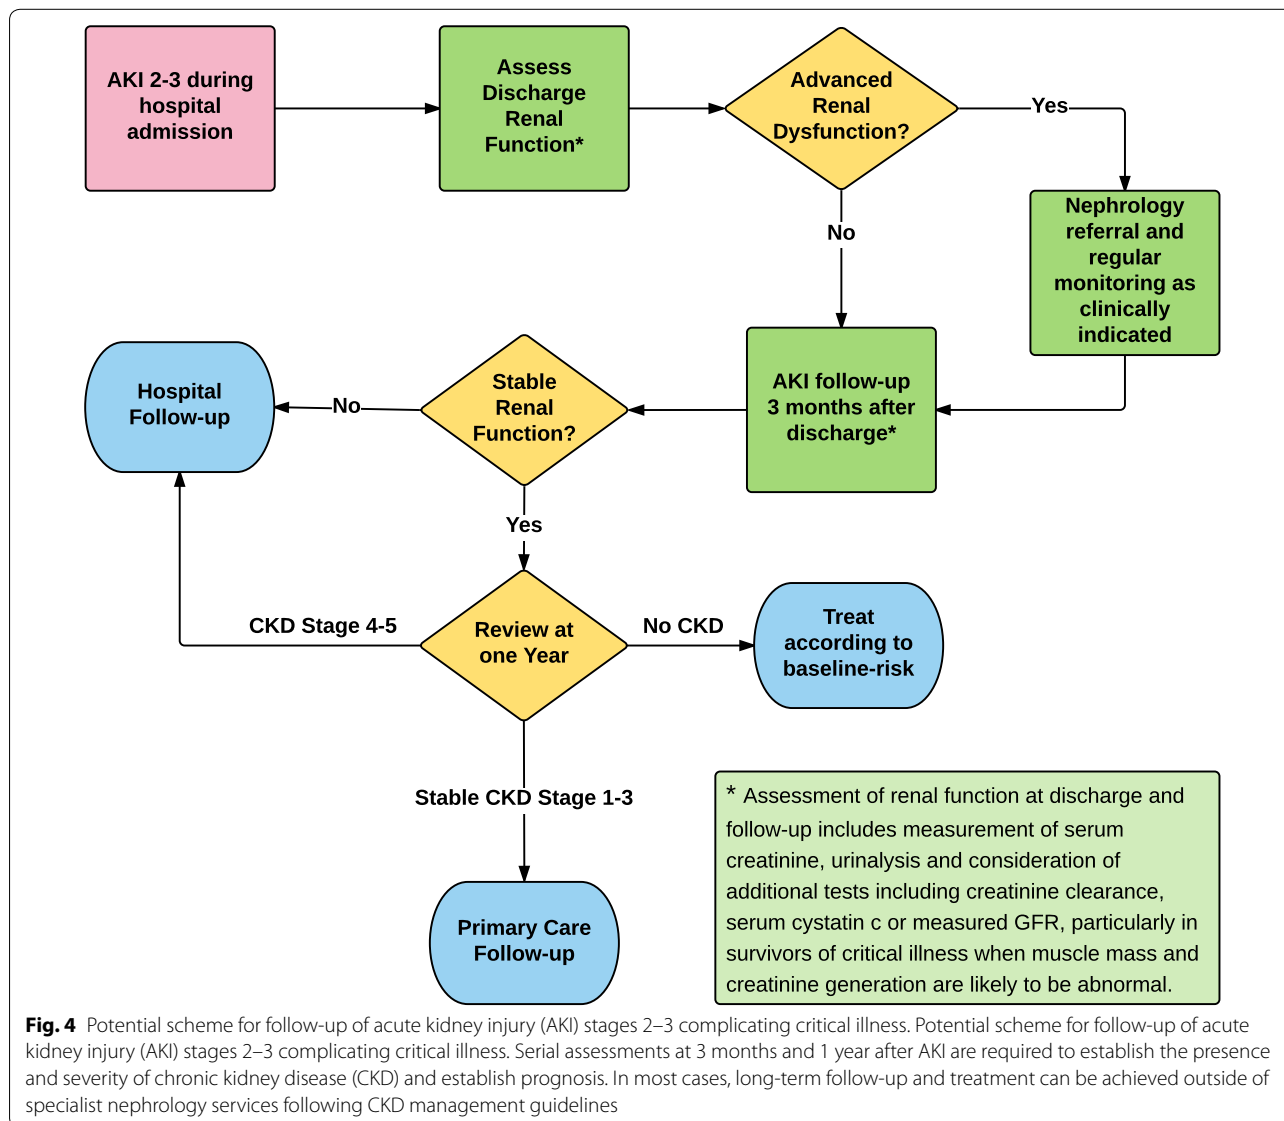 AKI 2-3 during
hospital
admission
Assess
Discharge
Renal
Function*
Advanced
Renal
Dysfunction?
Yes
No
Nephrology
referral and
regular
monitoring as
clinically
indicated
AKI follow-up
3 months after
discharge*
Stable
Renal
Function?
No
Hospital
Follow-up
Yes
Review at
one Year
CKD Stage 4-5
No CKD
Treat
according to
baseline-risk
Stable CKD Stage 1-3
Primary Care
Follow-up
* Assessment of renal function at discharge and
follow-up includes measurement of serum
creatinine, urinalysis and consideration of
additional tests including creatinine clearance,
serum cystatin c or measured GFR, particularly in
survivors of critical illness when muscle mass and
creatinine generation are likely to be abnormal.
Fig. 4 Potential scheme for follow-up of acute kidney injury (AKI) stages 2–3 complicating critical illness. Potential scheme for follow-up of acute
kidney injury (AKI) stages 2–3 complicating critical illness. Serial assessments at 3 months and 1 year after AKI are required to establish the presence
and severity of chronic kidney disease (CKD) and establish prognosis. In most cases, long-term follow-up and treatment can be achieved outside of
specialist nephrology services following CKD management guidelines